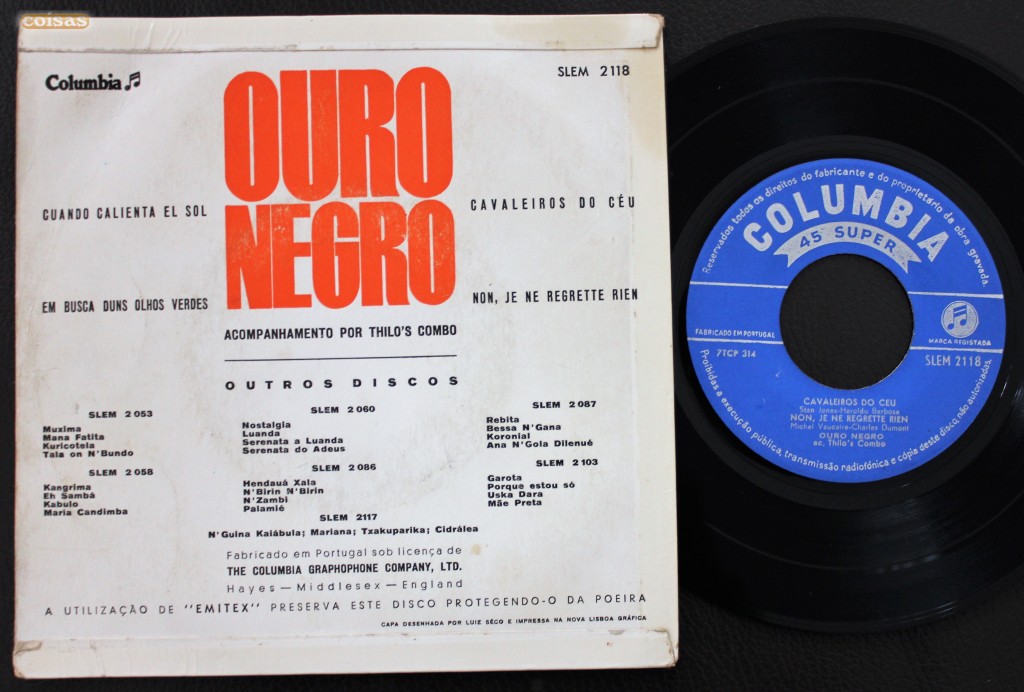 coisas
Columbia
SLEM 2118
OURO
NEGRO
CUANDO CALIENTA EL SOL
CAVALEIROS DO CÉU
EM BUSCA DUNS OLHOS VERDES
NON, JE NE REGRETTE RIEN
ACOMPANHAMENTO POR THILO'S COMBO
OUTROS DISCOS
SLEM 2053
Muxima
Mana Fatita
Kuricotela
Tala on N'Bundo
SLEM 2058
Kangrima
Eh Sambá
Kabulo
Maria Candimba
SLEM 2060
Nostalgia
Luanda
Serenata a Luanda
Serenata do Adeus
SLEM 2086
Hendauá Xala
N'Birin N'Birin
N'Zambi
Palamié
SLEM 2087
Rebita
Bessa N'Gana
Koronial
Ana N'Gola Dilenué
SLEM 2103
Garota
Porque estou só
Uska Dara
Mãe Preta
SLEM 2117
N'Guina Kaiábula; Mariana; Txakuparika; Cidrálea
Fabricado em Portugal sob licença de
THE COLUMBIA GRAPHOPHONE COMPANY, LTD.
Hayes — Middlesex — England
A UTILIZAÇÃO DE "EMITEX" PRESERVA ESTE DISCO PROTEGENDO-O DA POEIRA
CAPA DESENHADA POR LUIZ SÊCO E IMPRESSA NA NOVA LISBOA GRÁFICA
Reservados todos os direitos do fabricante e do proprietário da obra gravada.
COLUMBIA
45 SUPER
FABRICADO EM PORTUGAL
MARCA REGISTADA
7TCP 314
SLEM 2118
CAVALEIROS DO CEU
Stan Jones-Haroldo Barbosa
NON, JE NE REGRETTE RIEN
Michel Vaucaire-Charles Dumont
OURO NEGRO
ac. Thilo's Combo
Proibidas a execução pública, transmissão radiofónica e cópia deste disco, não autorizadas.